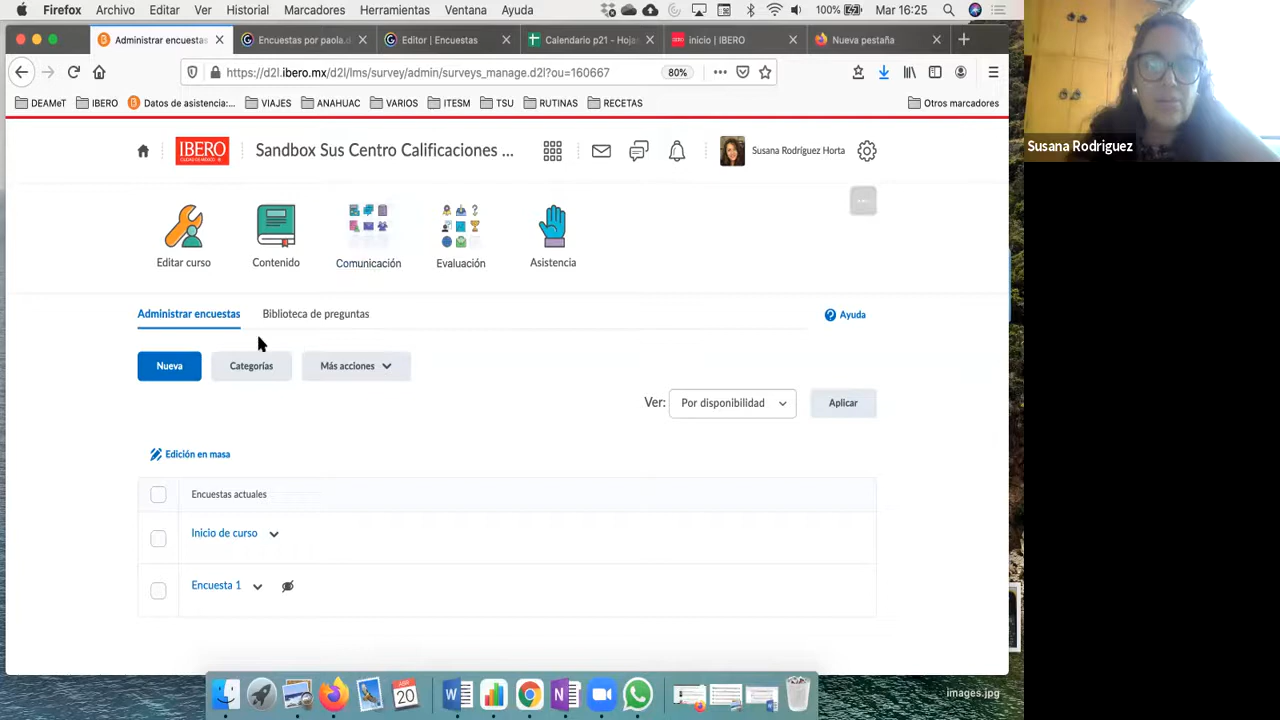 Firefox Archivo Editar Ver Historial Marcadores Herramientas Ventana Ayuda 100% Mar 16:25
Administrar encuestas Encuestas por paola.d Editor | Encuestas Calendario p21 - Hoja inicio | IBERO Nueva pestaña
https://d2l.ibero.mx/d2l/lms/survey/admin/surveys_manage.d2l?ou=160667 80%
DEAMeT IBERO Datos de asistencia:... VIAJES ANAHUAC VARIOS ITESM TSU RUTINAS RECETAS Otros marcadores
IBERO
CIUDAD DE MÉXICO
Sandbox Sus Centro Calificaciones ... Susana Rodríguez Horta
Susana Rodriguez
Editar curso Contenido Comunicación Evaluación Asistencia
Administrar encuestas Biblioteca de preguntas Ayuda
Nueva Categorías Más acciones
Ver: Por disponibilidad Aplicar
Edición en masa
Encuestas actuales
Inicio de curso
Encuesta 1
20
images.jpg